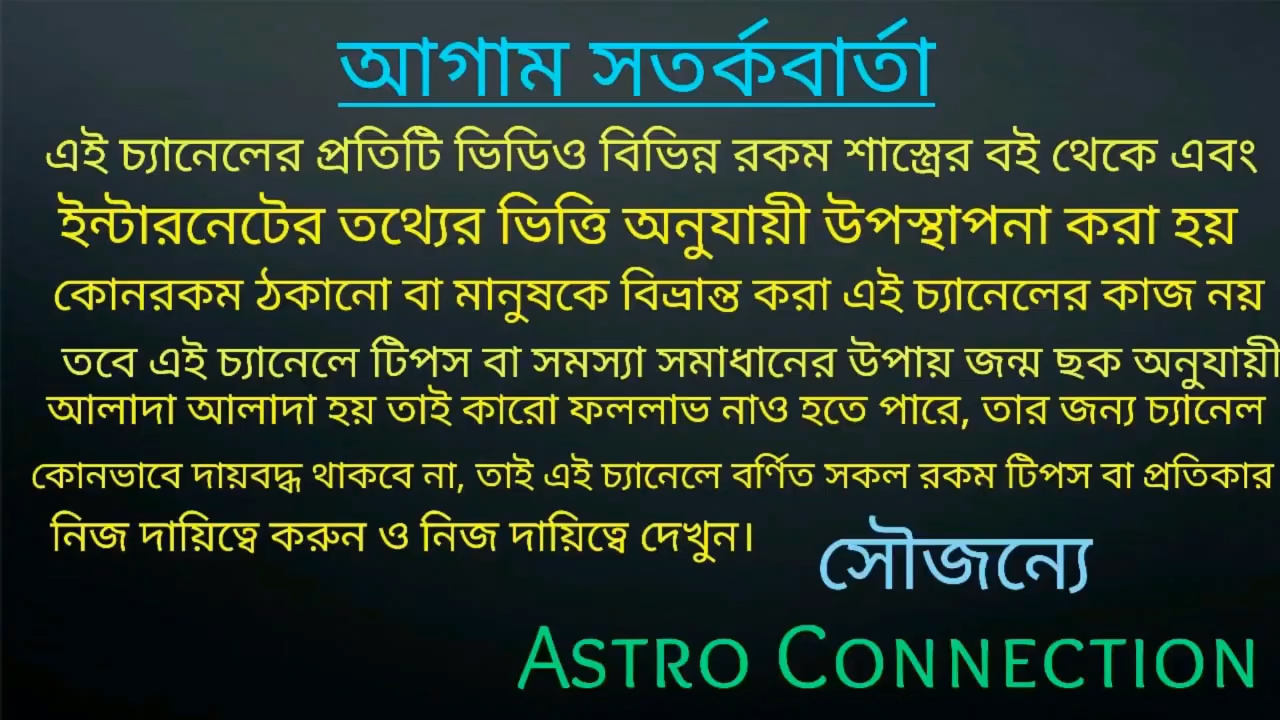 আগাম সতর্কবার্তা
এই চ্যানেলের প্রতিটি ভিডিও বিভিন্ন রকম শাস্ত্রের বই থেকে এবং
ইন্টারনেটের তথ্যের ভিত্তি অনুযায়ী উপস্থাপনা করা হয়
কোনরকম ঠকানো বা মানুষকে বিভ্রান্ত করা এই চ্যানেলের কাজ নয়
তবে এই চ্যানেলে টিপস বা সমস্যা সমাধানের উপায় জন্ম ছক অনুযায়ী
আলাদা আলাদা হয় তাই কারো ফললাভ নাও হতে পারে, তার জন্য চ্যানেল
কোনভাবে দায়বদ্ধ থাকবে না, তাই এই চ্যানেলে বর্ণিত সকল রকম টিপস বা প্রতিকার
নিজ দায়িত্বে করুন ও নিজ দায়িত্বে দেখুন।
সৌজন্যে
ASTRO CONNECTION